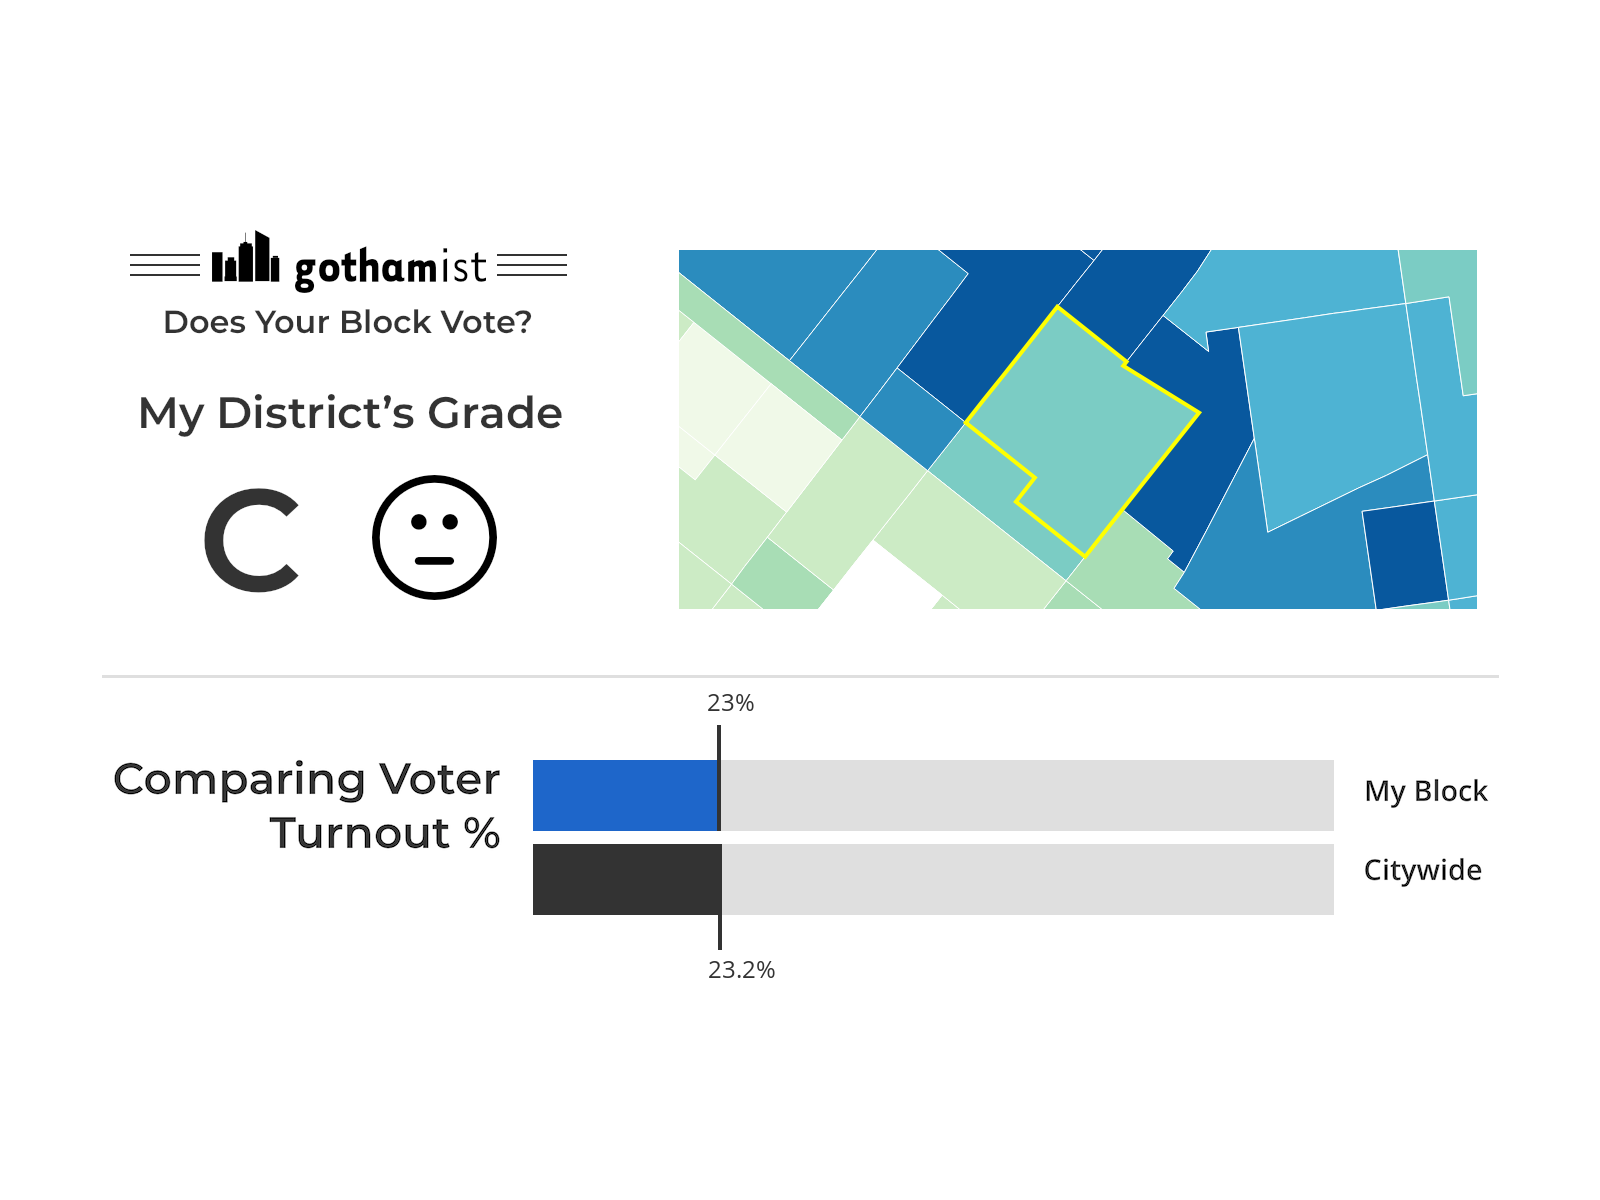 gothamist
Does Your Block Vote?
My District’s Grade
C
23%
Comparing Voter
Turnout %
My Block
Citywide
23.2%